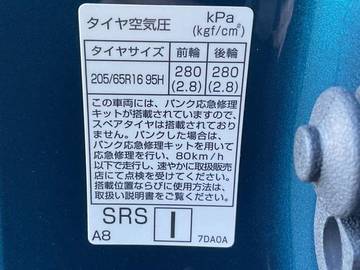 タイヤ空気圧 kPa (kgf/cm²)
タイヤサイズ 前輪 後輪
205/65R16 95H 280 (2.8) 280 (2.8)
この車両には、パンク応急修理
キットが搭載されていますので、
スペアタイヤは搭載されており
ません。パンクした場合は、
パンク応急修理キットを用いて
応急修理を行い、80km/h
以下で走行し、速やかに取扱販売
店にて点検を受けてください。
搭載位置ならびに使用方法は、
取扱い説明書をご覧ください。
SRS I
A8 7DA0A